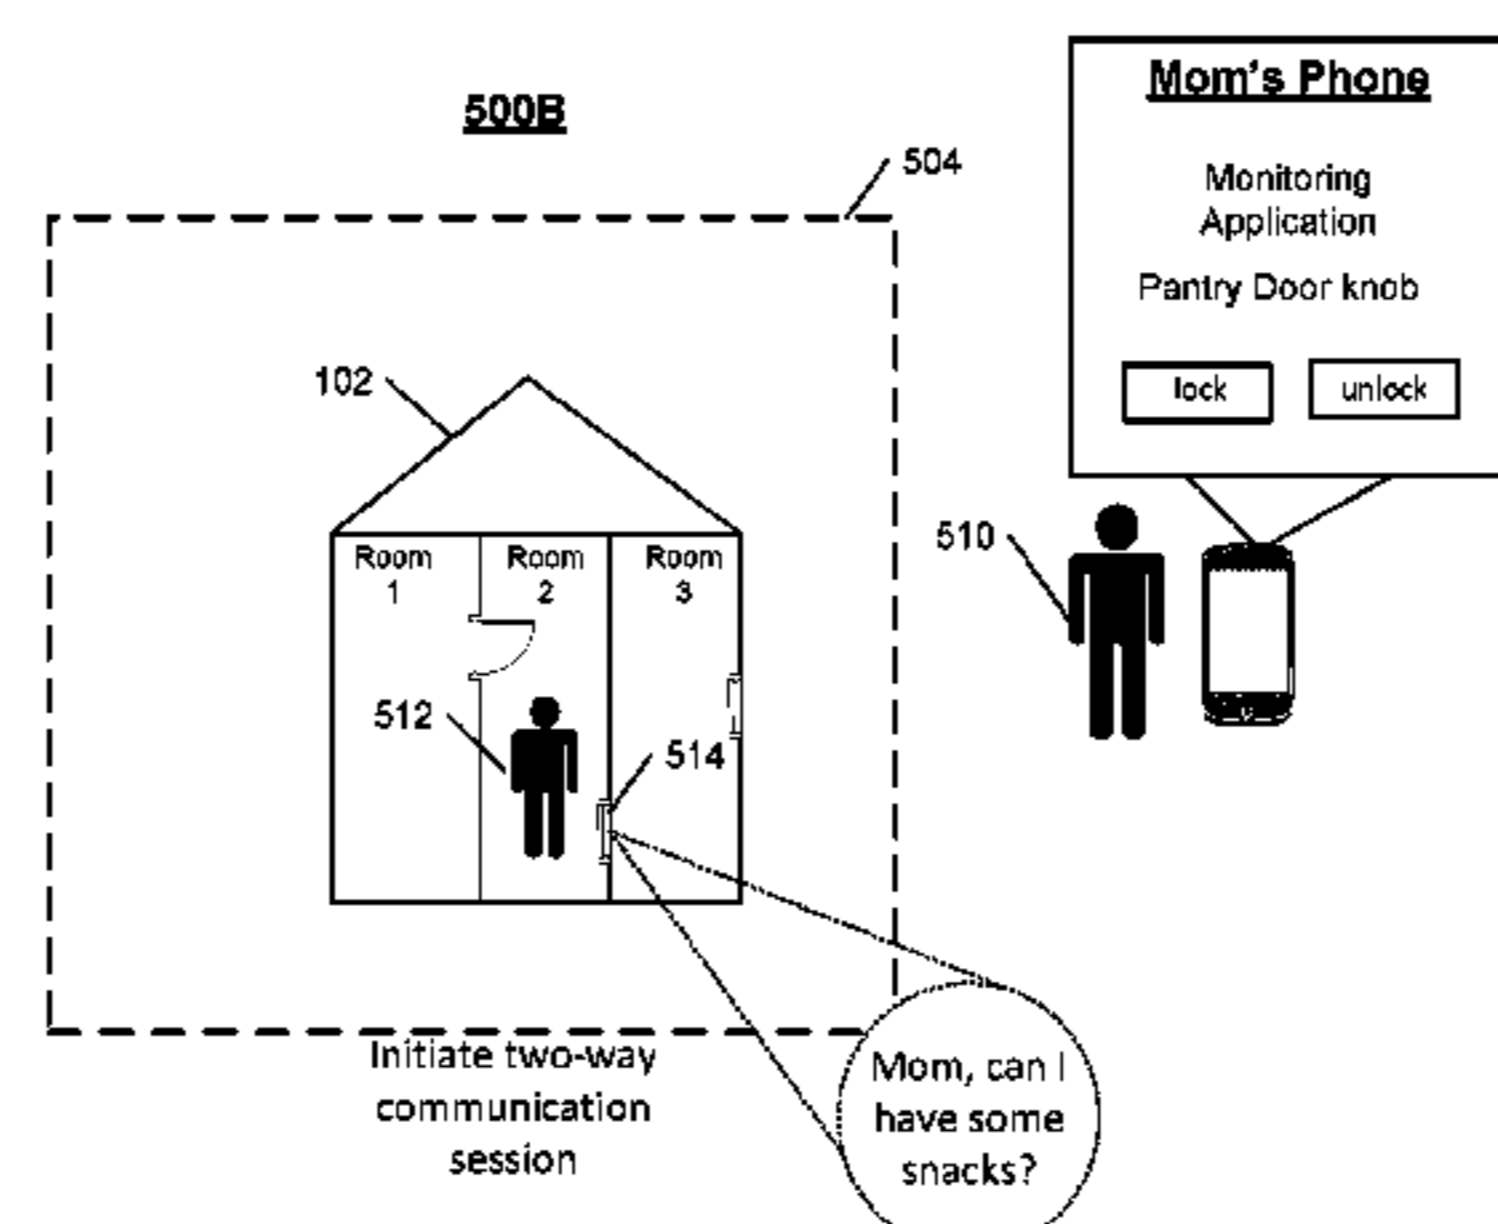 500B
504
Mom's Phone
Monitoring
Application
Pantry Door knob
lock
unlock
102
510
Room
1
Room
2
Room
3
512
514
Initiate two-way
communication
session
Mom, can I
have some
snacks?